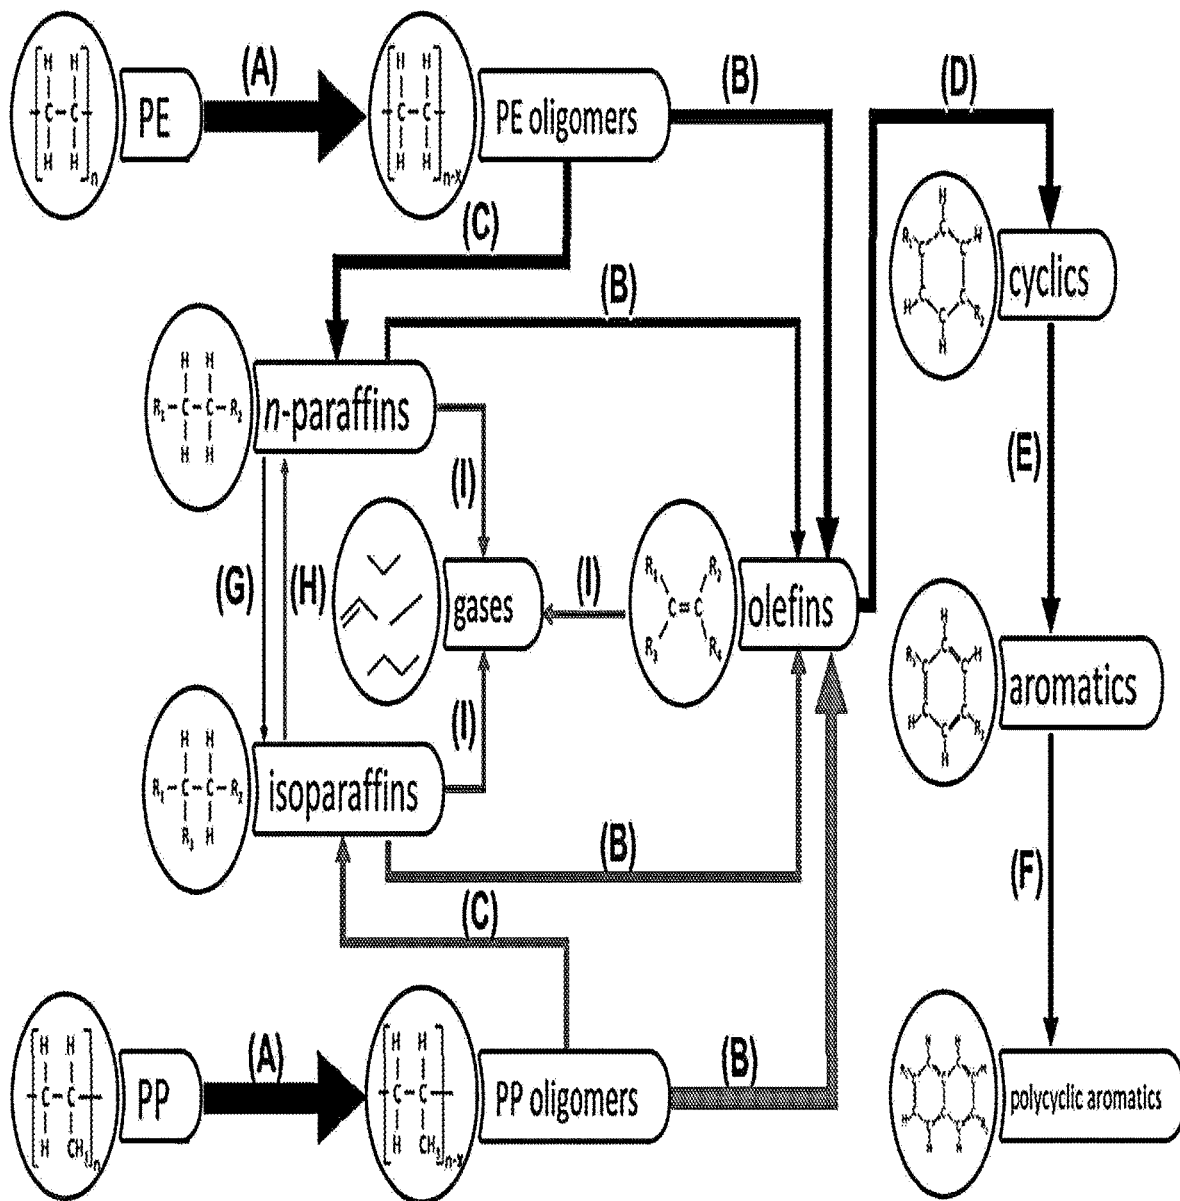 (A)
(B)
(D)
PE
PE oligomers
n
n-x
(C)
(B)
cyclics
n-paraffins
(I)
(E)
(G)
(H)
gases
(I)
olefins
aromatics
(I)
isoparaffins
(B)
(F)
(C)
(A)
(B)
PP
PP oligomers
polycyclic aromatics
n
n-x